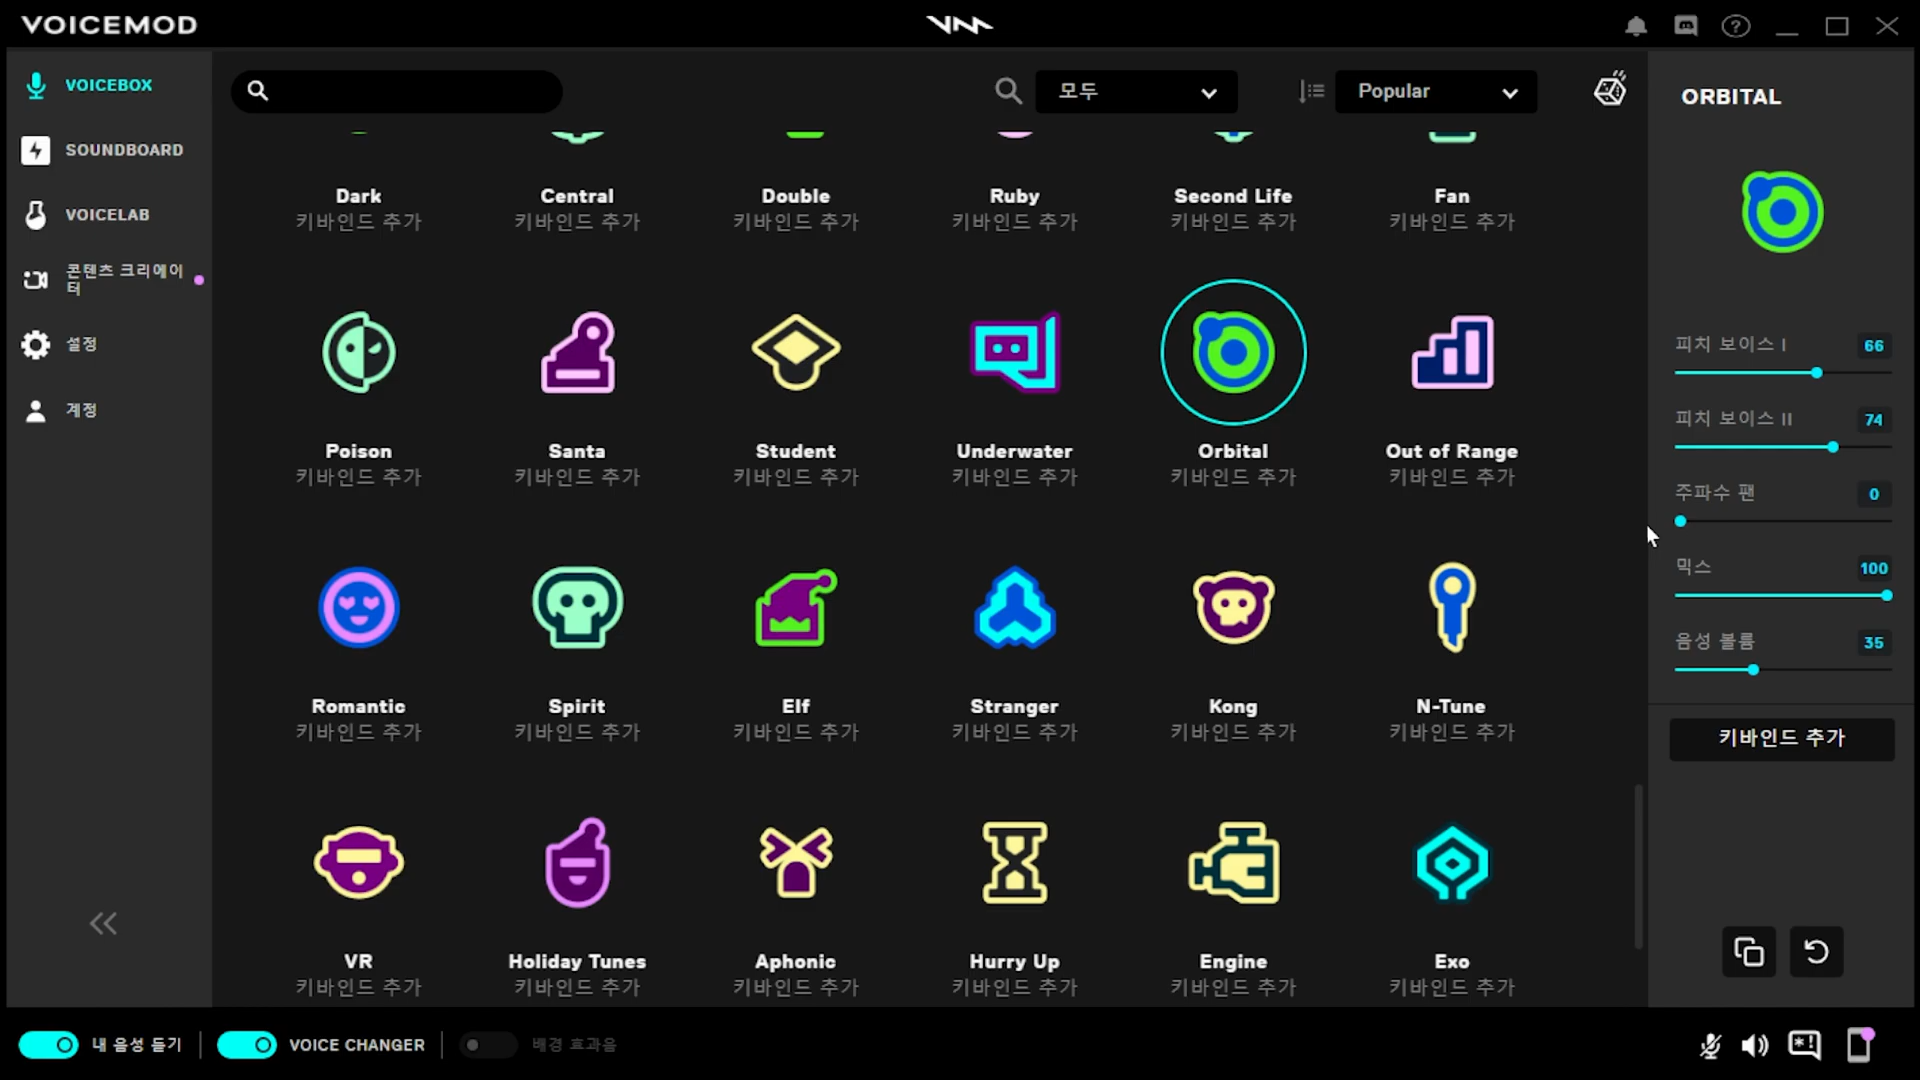 VOICEMOD
VOICEBOX
SOUNDBOARD
VOICELAB
콘텐츠 크리에이
터
설정
계정
모두
Popular
Dark
키바인드 추가
Central
키바인드 추가
Double
키바인드 추가
Ruby
키바인드 추가
Second Life
키바인드 추가
Fan
키바인드 추가
Poison
키바인드 추가
Santa
키바인드 추가
Student
키바인드 추가
Underwater
키바인드 추가
Orbital
키바인드 추가
Out of Range
키바인드 추가
Romantic
키바인드 추가
Spirit
키바인드 추가
Elf
키바인드 추가
Stranger
키바인드 추가
Kong
키바인드 추가
N-Tune
키바인드 추가
VR
키바인드 추가
Holiday Tunes
키바인드 추가
Aphonic
키바인드 추가
Hurry Up
키바인드 추가
Engine
키바인드 추가
Exo
키바인드 추가
ORBITAL
피치 보이스 I 66
피치 보이스 II 74
주파수 팬 0
믹스 100
음성 볼륨 35
키바인드 추가
내 음성 듣기
VOICE CHANGER
배경 효과음